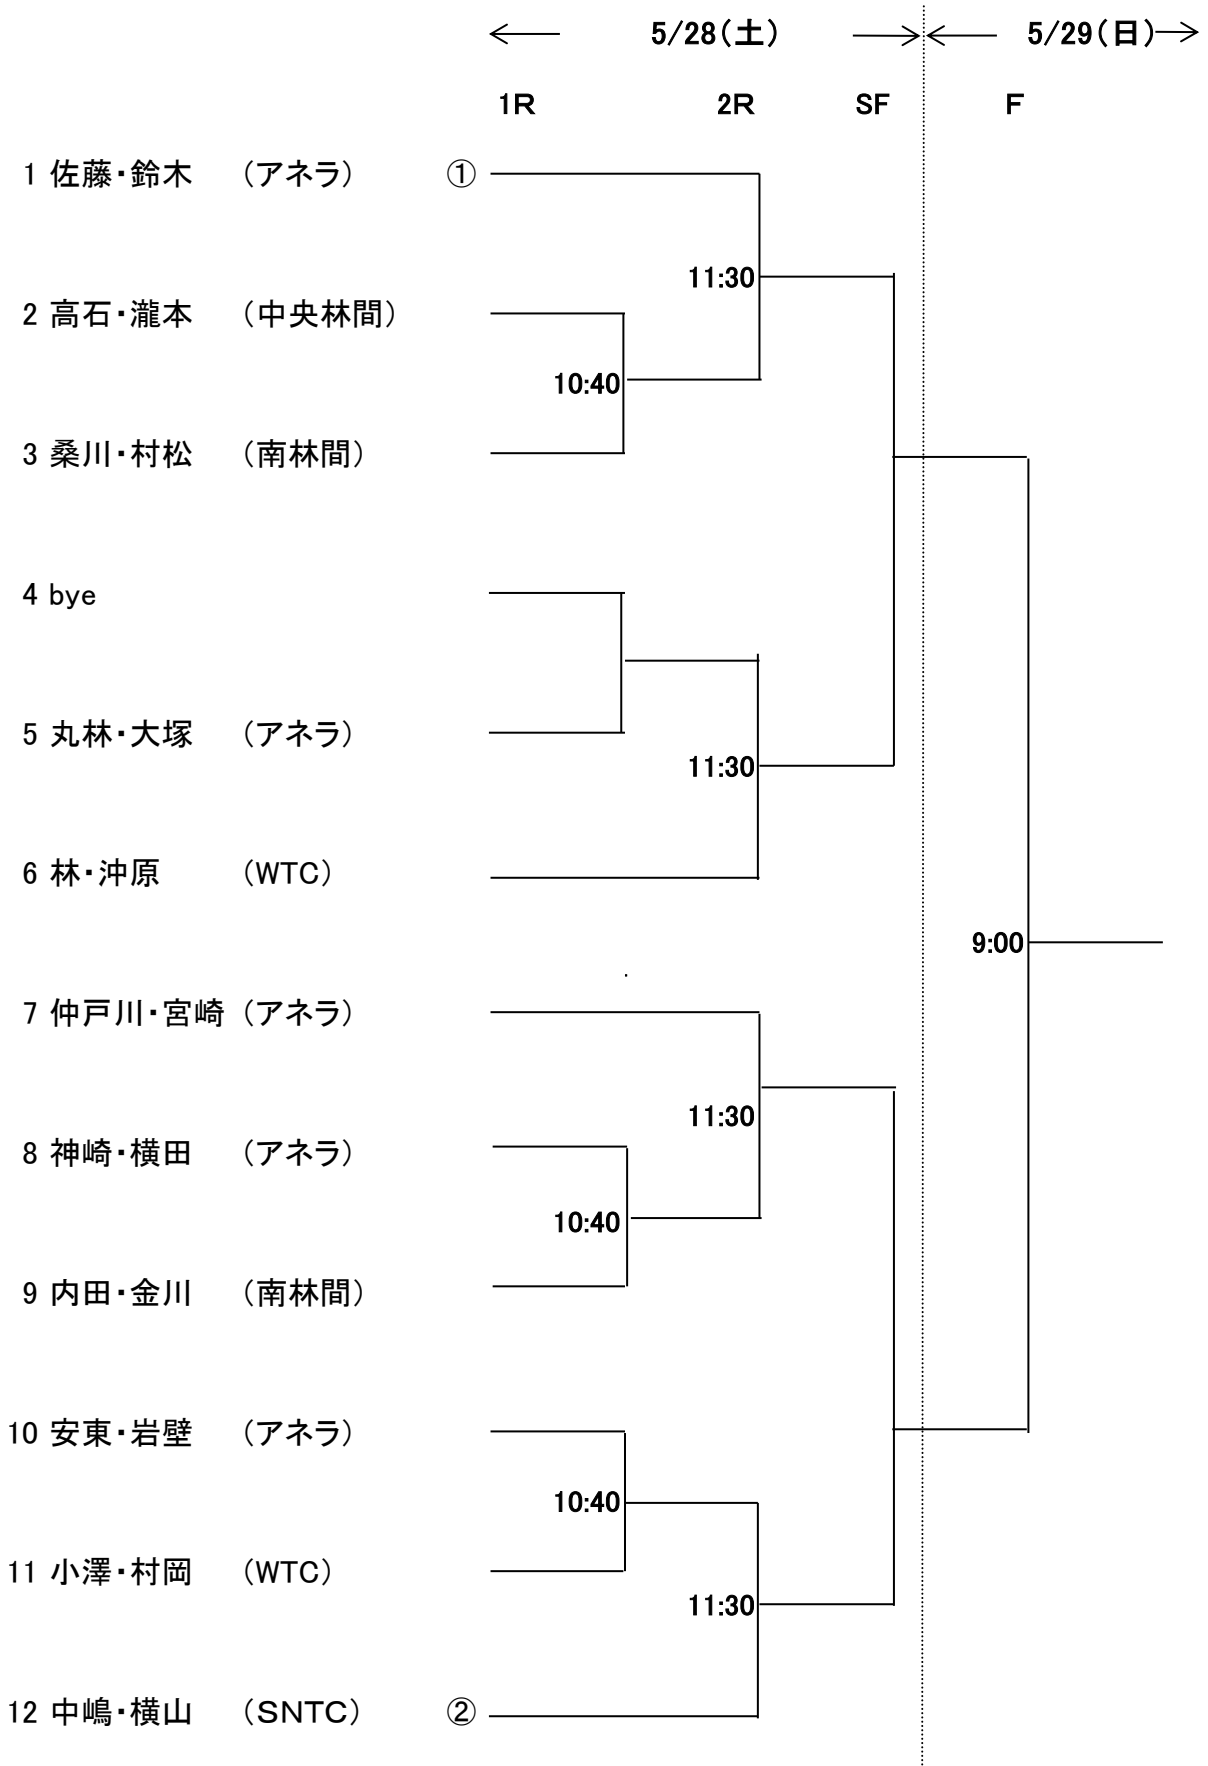 ← 5/28(土) → ← 5/29(日) →
1R 2R SF F
1 佐藤・鈴木 (アネラ) ①
11:30
2 高石・瀧本 (中央林間)
10:40
3 桑川・村松 (南林間)
4 bye
5 丸林・大塚 (アネラ)
11:30
6 林・沖原 (WTC)
9:00
7 仲戸川・宮崎 (アネラ)
11:30
8 神崎・横田 (アネラ)
10:40
9 内田・金川 (南林間)
10 安東・岩壁 (アネラ)
10:40
11 小澤・村岡 (WTC)
11:30
12 中嶋・横山 (SNTC) ②